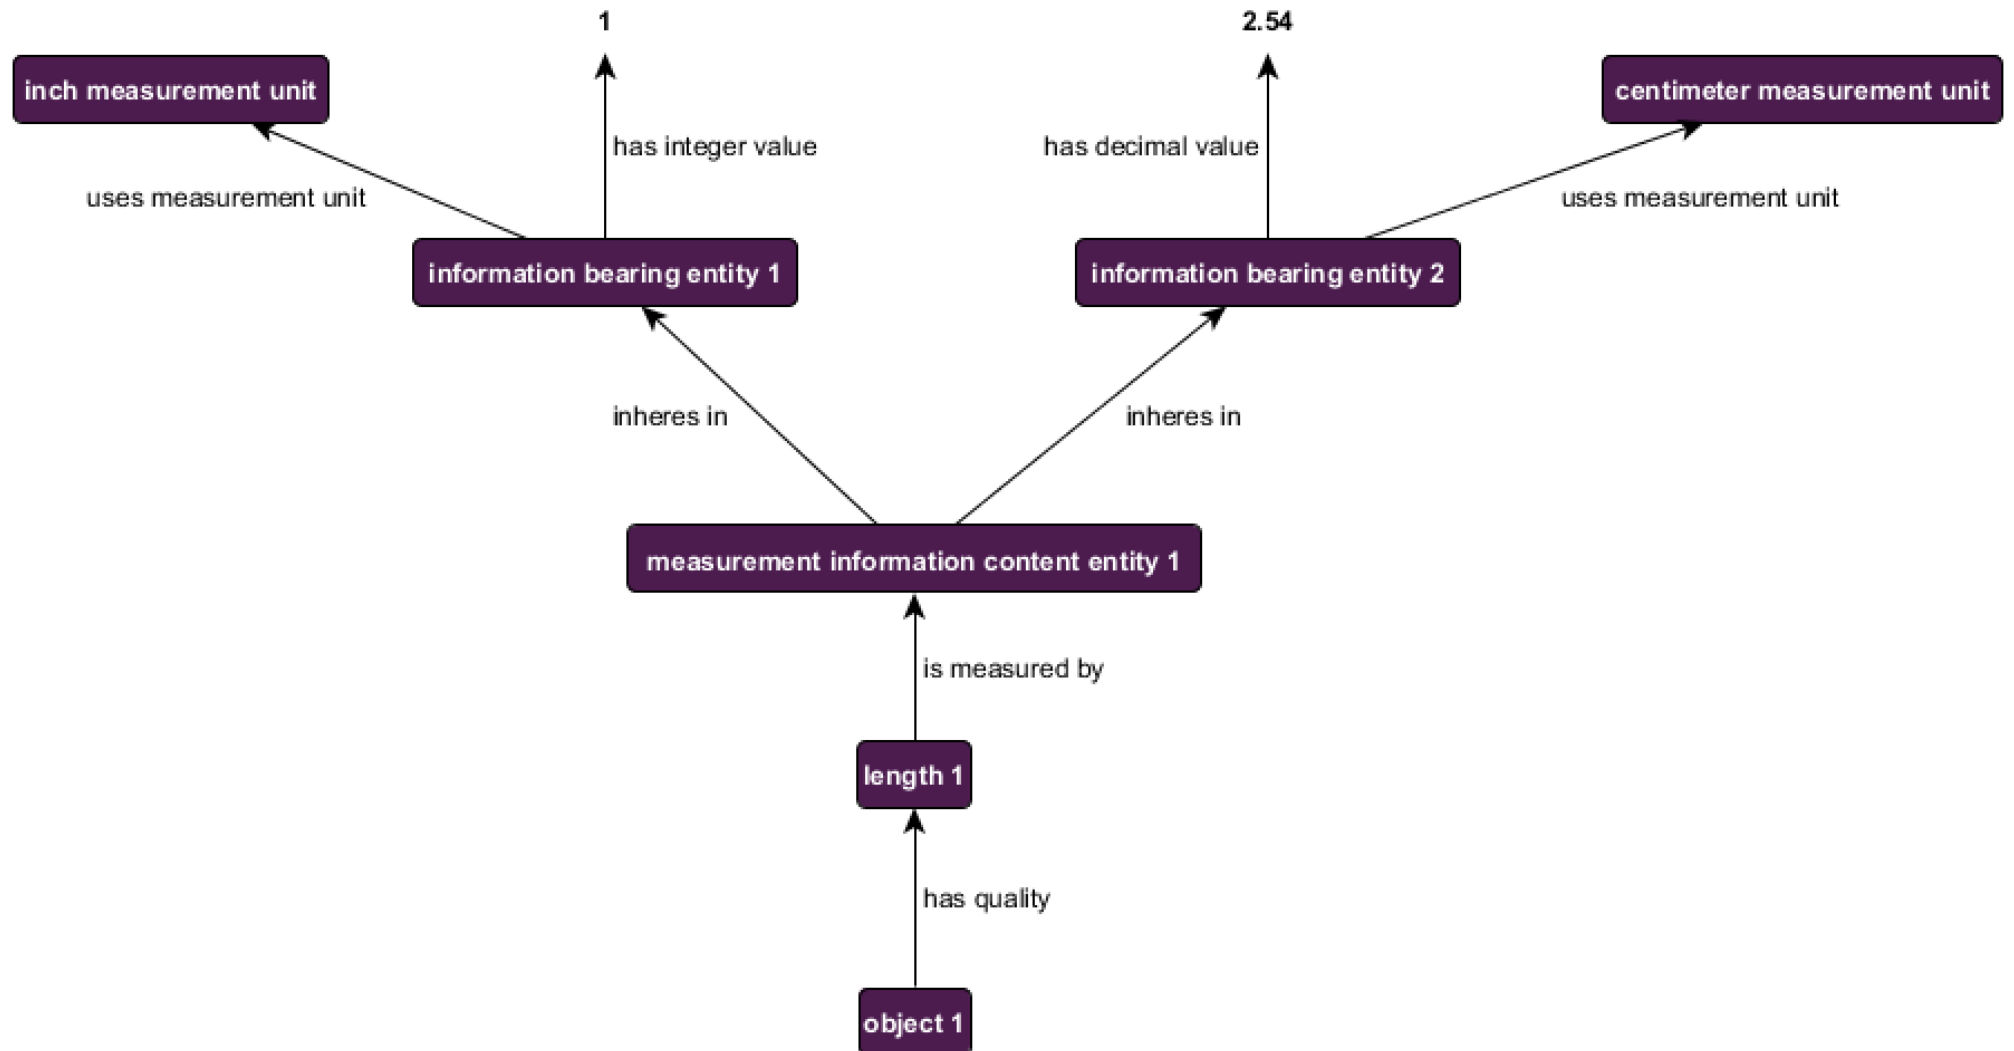 1
2.54
inch measurement unit
centimeter measurement unit
has integer value
has decimal value
uses measurement unit
uses measurement unit
information bearing entity 1
information bearing entity 2
inheres in
inheres in
measurement information content entity 1
is measured by
length 1
has quality
object 1